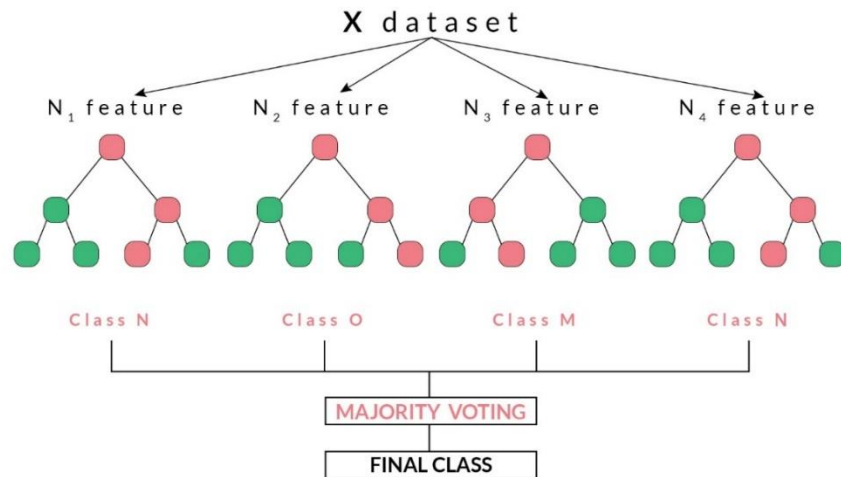 X dataset
N₁ feature N₂ feature N₃ feature N₄ feature
Class N Class O Class M Class N
MAJORITY VOTING
FINAL CLASS